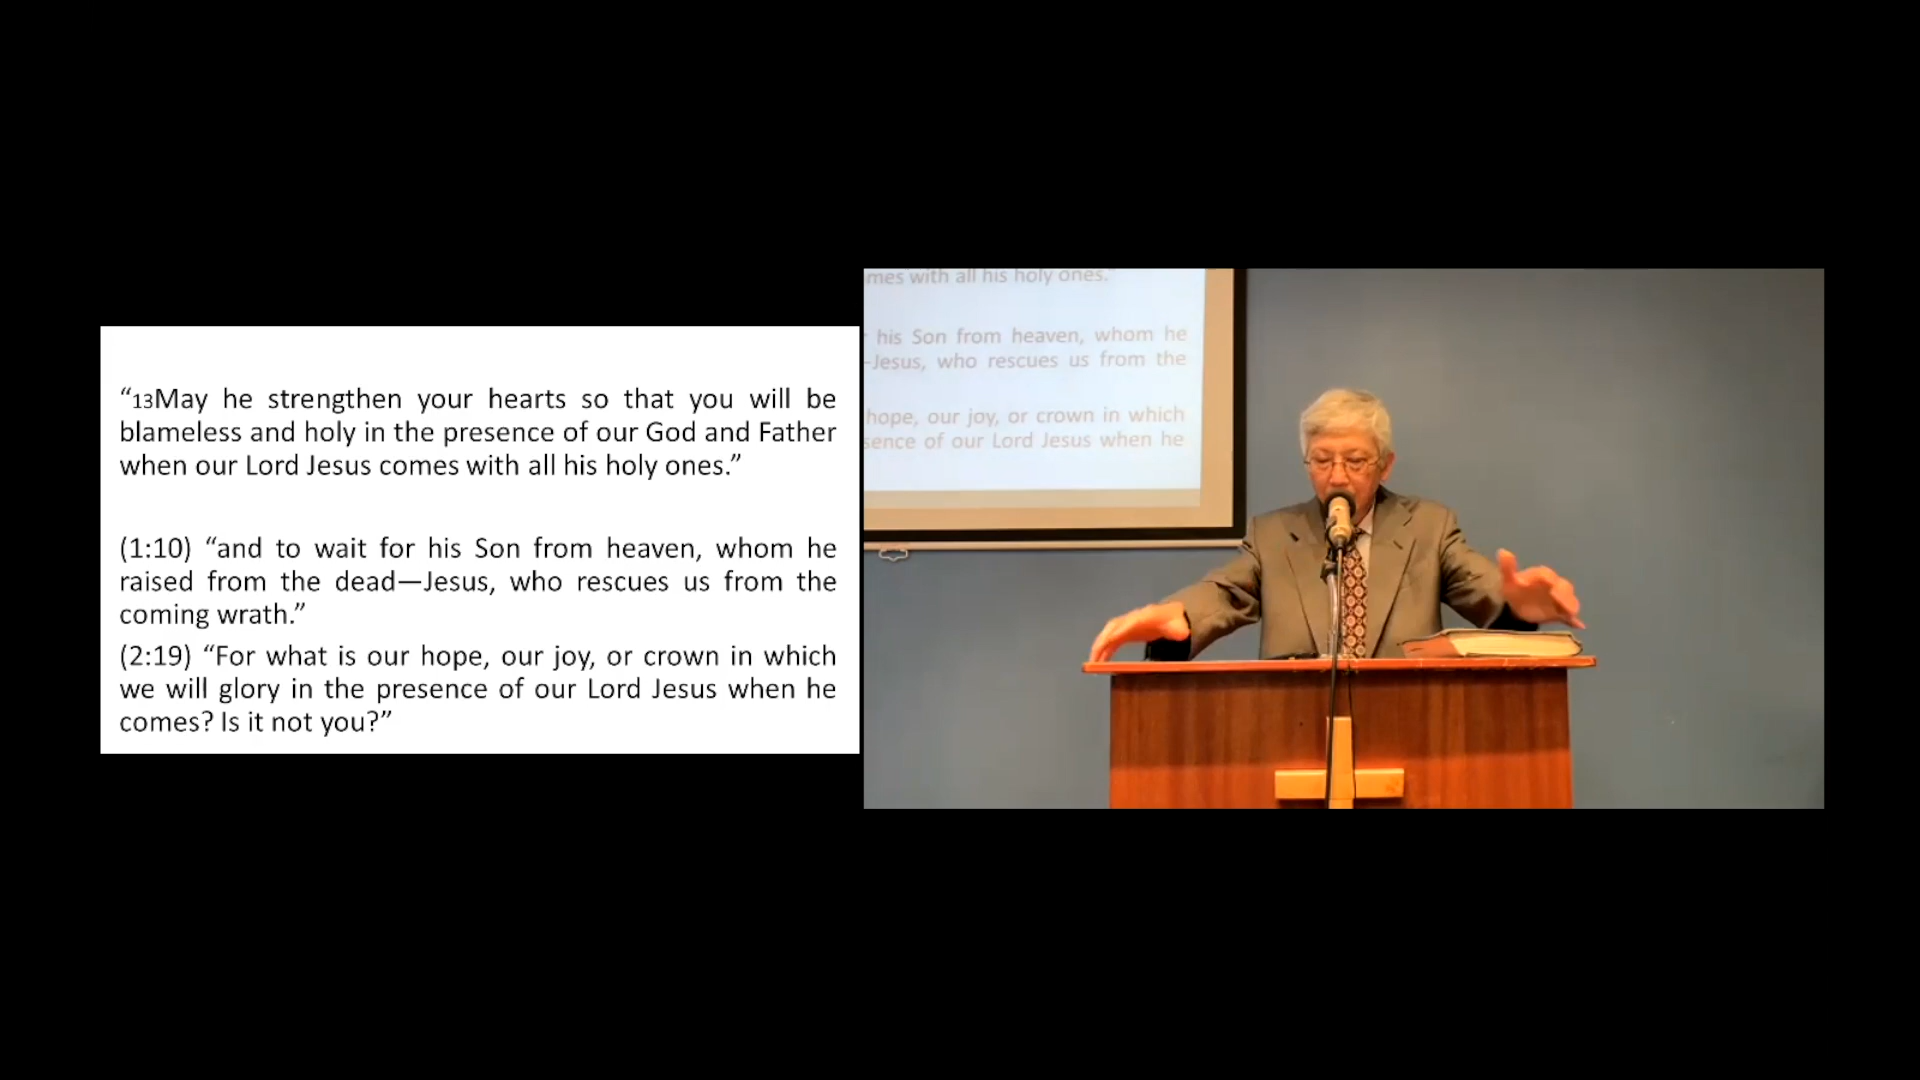 “13May he strengthen your hearts so that you will be
blameless and holy in the presence of our God and Father
when our Lord Jesus comes with all his holy ones.”
(1:10) “and to wait for his Son from heaven, whom he
raised from the dead—Jesus, who rescues us from the
coming wrath.”
(2:19) “For what is our hope, our joy, or crown in which
we will glory in the presence of our Lord Jesus when he
comes? Is it not you?”
mes with all his holy ones.”
his Son from heaven, whom he
—Jesus, who rescues us from the
hope, our joy, or crown in which
sence of our Lord Jesus when he